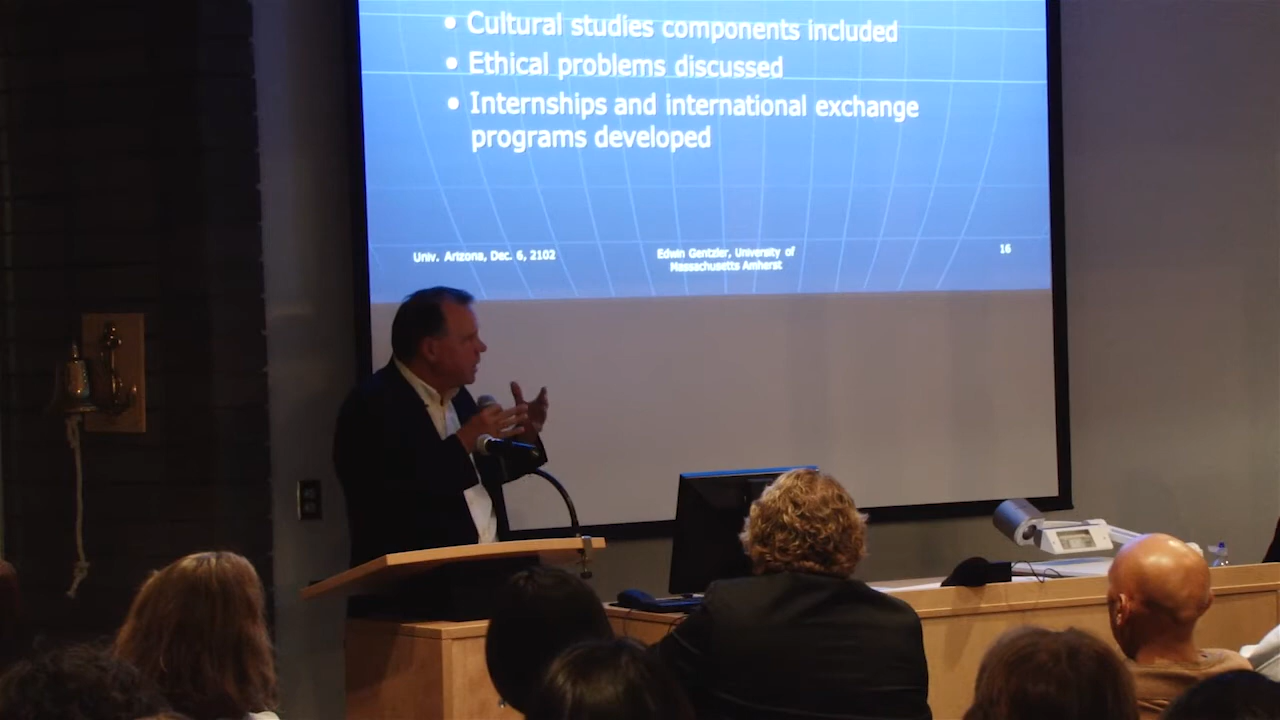 • Cultural studies components included
• Ethical problems discussed
• Internships and international exchange
programs developed
Univ. Arizona, Dec. 6, 2102
Edwin Gentzler, University of
Massachusetts Amherst
16